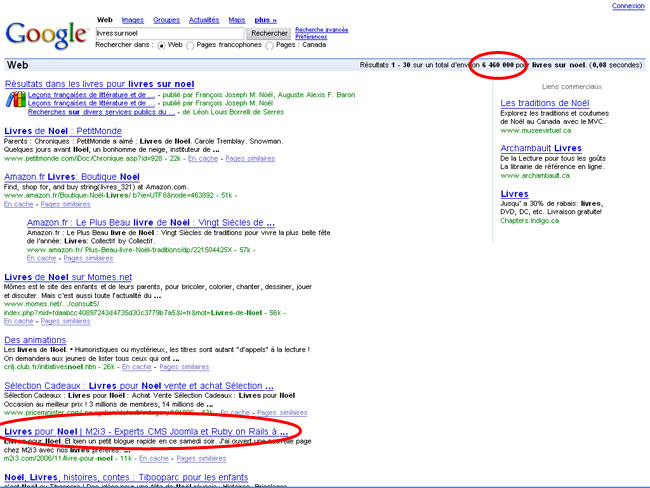 Connexion
Web Images Groupes Actualités Maps plus »
Google
livres sur noel Rechercher
Recherche avancée
Préférences
Rechercher dans : Web Pages francophones Pages : Canada
Web Résultats 1 - 30 sur un total d'environ 6 460 000 pour livres sur noel. (0,08 secondes)
Résultats dans les livres pour livres sur noel
Leçons françaises de littérature et de ... - publié par François Joseph M. Noël, Auguste Alexis F. Baron
Leçons françaises de littérature et de ... - publié par François Joseph M. Noël
Recherches sur divers services publics du ... - de Léon Louis Borrelli de Serres
Livres de Noël : PetitMonde
Parents : Chroniques : PetitMonde a aimé : Livres de Noël. Carole Tremblay. Snowman.
Quelques jours avant Noël, un bonhomme de neige, instituteur de ...
www.petitmonde.com/iDoc/Chronique.asp?id=928 - 22k - En cache - Pages similaires
Amazon.fr Livres: Boutique Noël
Find, shop for, and buy string(livres_321) at Amazon.com.
www.amazon.fr/Boutique-Noël-Livres/ b?ie=UTF8&node=463892 - 51k -
En cache - Pages similaires
Amazon.fr : Le Plus Beau livre de Noël : Vingt Siècles de ...
Amazon.fr : Le Plus Beau livre de Noël : Vingt Siècles de traditions pour vivre la plus belle fête
de l'année: Livres: Collectif by Collectif.
www.amazon.fr/ Plus-Beau-livre-Noël-traditions/dp/221504425X - 57k -
En cache - Pages similaires
Livres de Noel sur Momes.net
Mômes est le site des enfants et de leurs parents, pour bricoler, colorier, chanter, dessiner, jouer
et discuter. Mais c'est aussi toute l'actualité du ...
www.momes.net/.../consult5/
index.php?mid=fdaabcc40897243d4735d30c3779b7a5&l=fr&mot=Livres-de-Noel - 56k -
En cache - Pages similaires
Des animations
Les livres de Noël. • Humoristiques ou mystérieux, les titres sont autant "d'appels" à la lecture !
On demandera aux jeunes de lister tous ceux qui ont ...
crilj.club.fr/initiativesnoel.htm - 26k - En cache - Pages similaires
Sélection Cadeaux : Livres pour Noël vente et achat Sélection ...
Sélection Cadeaux : Livres pour Noël : Achat Vente Sélection Cadeaux : Livres pour Noël
Occasion au meilleur prix ! 3 millions de membres, 14 millions de ...
En cache - Pages similaires
Livres pour Noel | M2i3 - Experts CMS Joomla et Ruby on Rails à ...
Livres pour Noel. Et bien un petit blogue rapide en ce samedi soir. J'ai ouvert une nouvelle page
chez M2i3 avec nos livres préférés. ...
m2i3.com/2006/11/livre-pour-noel - 11k - En cache - Pages similaires
Noël, Livres, histoires, contes : Tibooparc pour les enfants
Liens commerciaux
Les traditions de Noël
Explorez les traditions et coutumes
de Noël au Canada avec le MVC.
www.museevirtuel.ca
Archambault Livres
De la Lecture pour tous les goûts
La librairie de référence en ligne.
www.archambault.ca
Livres
Jusqu' a 30% de rabais: livres,
DVD, DC, etc. Livraison gratuite!
Chapters.Indigo.ca